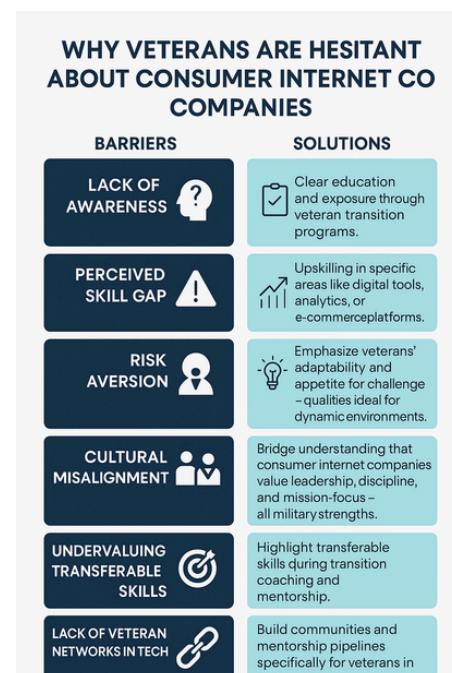 WHY VETERANS ARE HESITANT
ABOUT CONSUMER INTERNET CO
COMPANIES
BARRIERS
SOLUTIONS
LACK OF
AWARENESS
?
Clear education
and exposure through
veteran transition
programs.
PERCEIVED
SKILL GAP
!
Upskilling in specific
areas like digital tools,
analytics, or
e-commerceplatforms.
RISK
AVERSION
Emphasize veterans'
adaptability and
appetite for challenge
– qualities ideal for
dynamic environments.
CULTURAL
MISALIGNMENT
Bridge understanding that
consumer internet companies
value leadership, discipline,
and mission-focus –
all military strengths.
UNDERVALUING
TRANSFERABLE
SKILLS
Highlight transferable
skills during transition
coaching and
mentorship.
LACK OF VETERAN
NETWORKS IN TECH
Build communities and
mentorship pipelines
specifically for veterans in